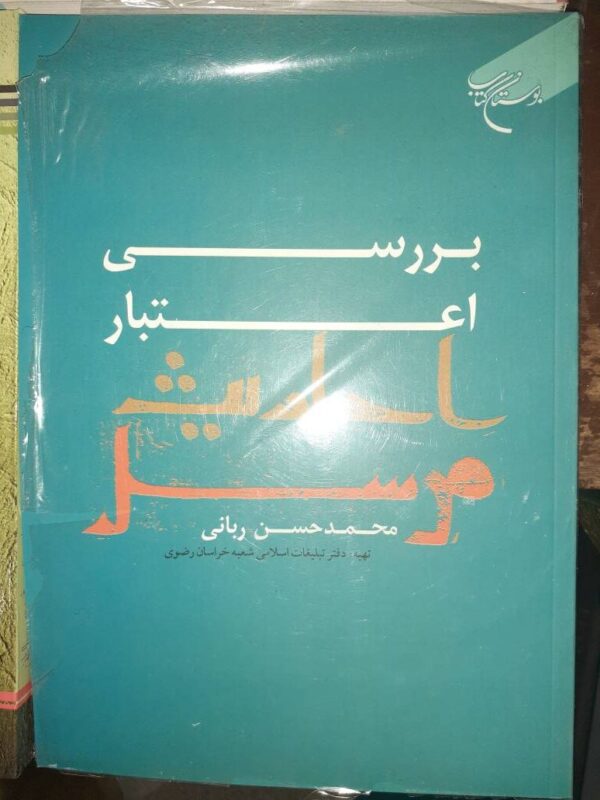 بوستان کتاب
بررسی
اعتبار
احادیث
مرسل
محمدحسن ربانی
تهیه: دفتر تبلیغات اسلامی شعبه خراسان رضوی